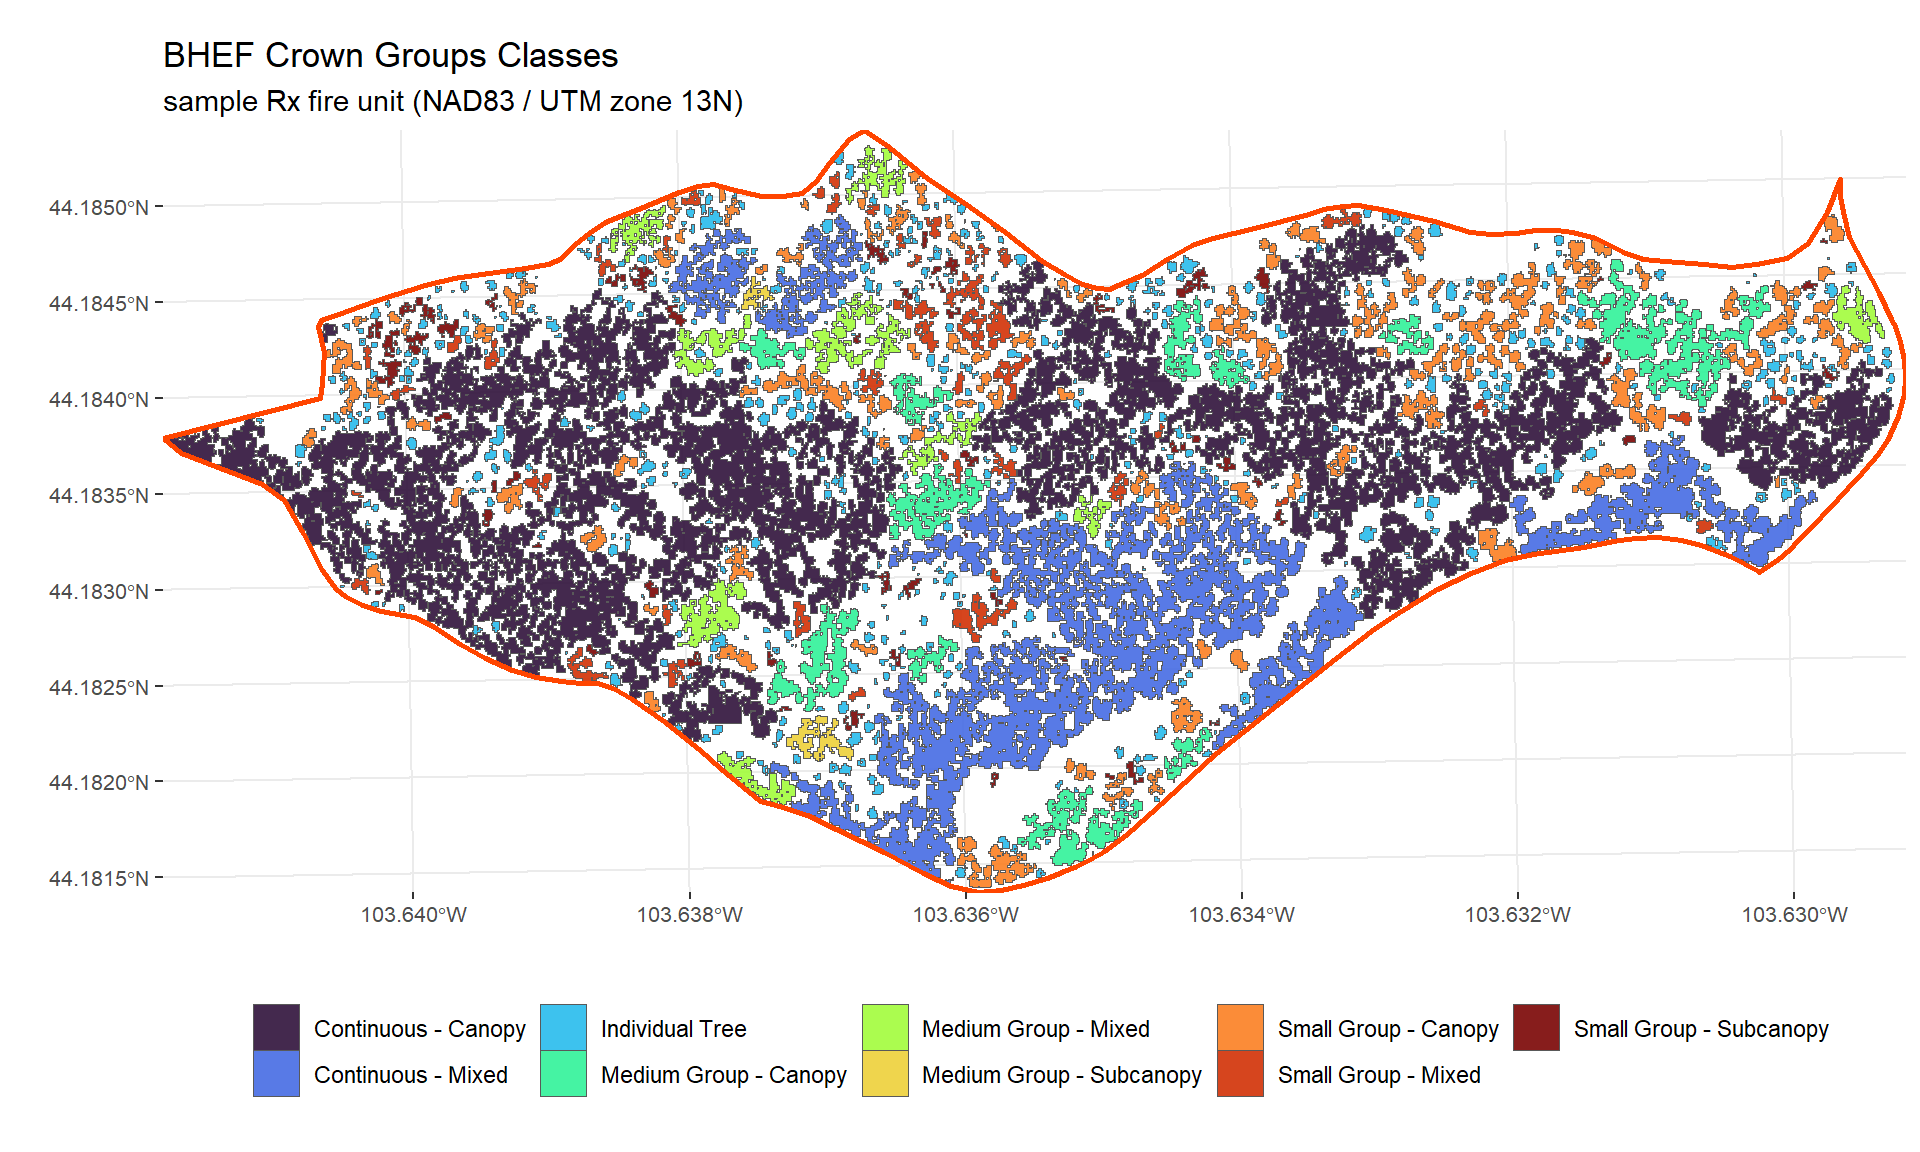 BHEF Crown Groups Classes
sample Rx fire unit (NAD83 / UTM zone 13N)
44.1850°N
44.1845°N
44.1840°N
44.1835°N
44.1830°N
44.1825°N
44.1820°N
44.1815°N
103.640°W 103.638°W 103.636°W 103.634°W 103.632°W 103.630°W
Continuous - Canopy Individual Tree Medium Group - Mixed Small Group - Canopy Small Group - Subcanopy
Continuous - Mixed Medium Group - Canopy Medium Group - Subcanopy Small Group - Mixed